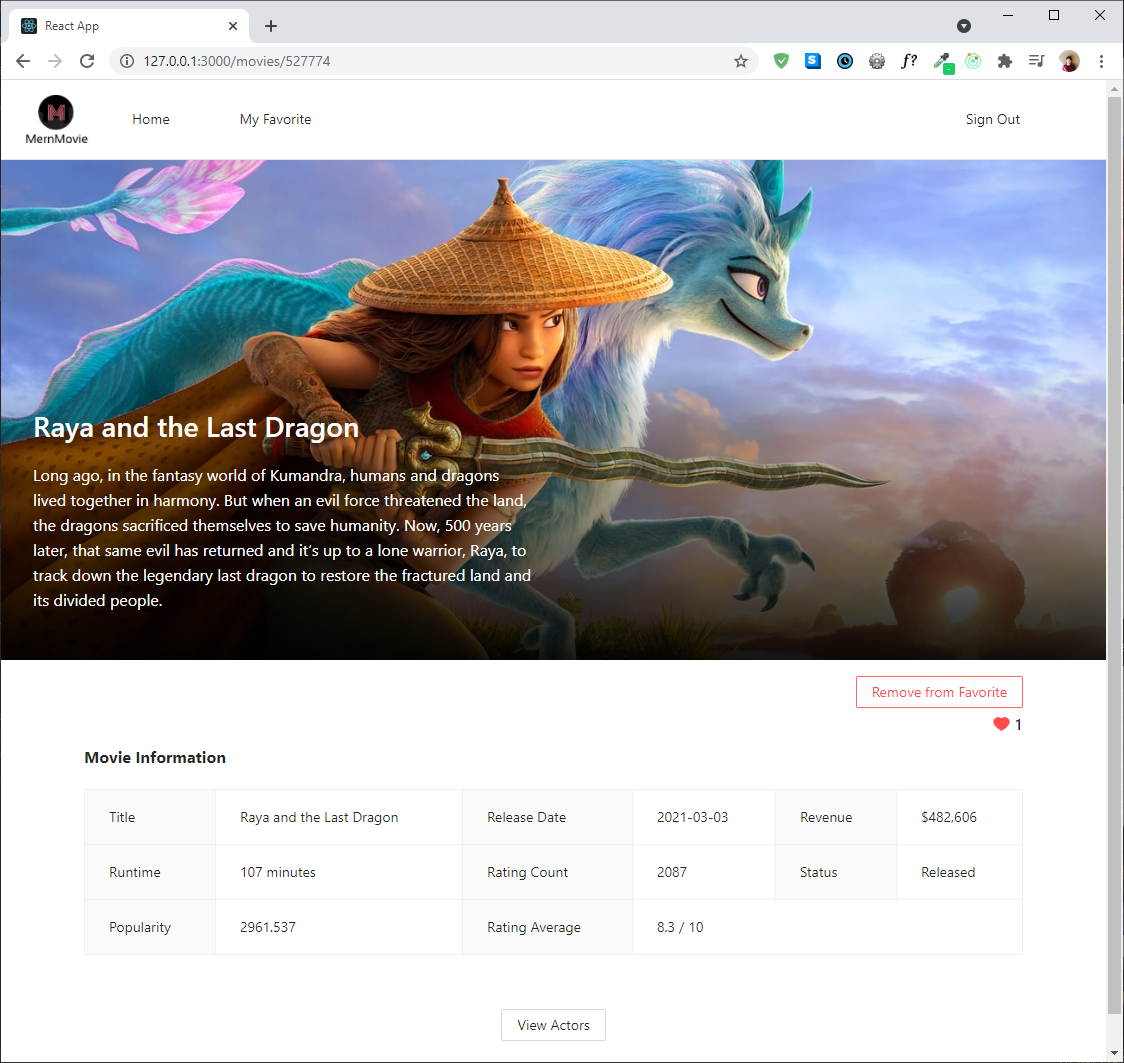 React App
127.0.0.1:3000/movies/527774
S
f?
M
MernMovie
Home
My Favorite
Sign Out
Raya and the Last Dragon
Long ago, in the fantasy world of Kumandra, humans and dragons
lived together in harmony. But when an evil force threatened the land,
the dragons sacrificed themselves to save humanity. Now, 500 years
later, that same evil has returned and it’s up to a lone warrior, Raya, to
track down the legendary last dragon to restore the fractured land and
its divided people.
Remove from Favorite
1
Movie Information
Title Raya and the Last Dragon Release Date 2021-03-03 Revenue $482,606
Runtime 107 minutes Rating Count 2087 Status Released
Popularity 2961.537 Rating Average 8.3 / 10
View Actors